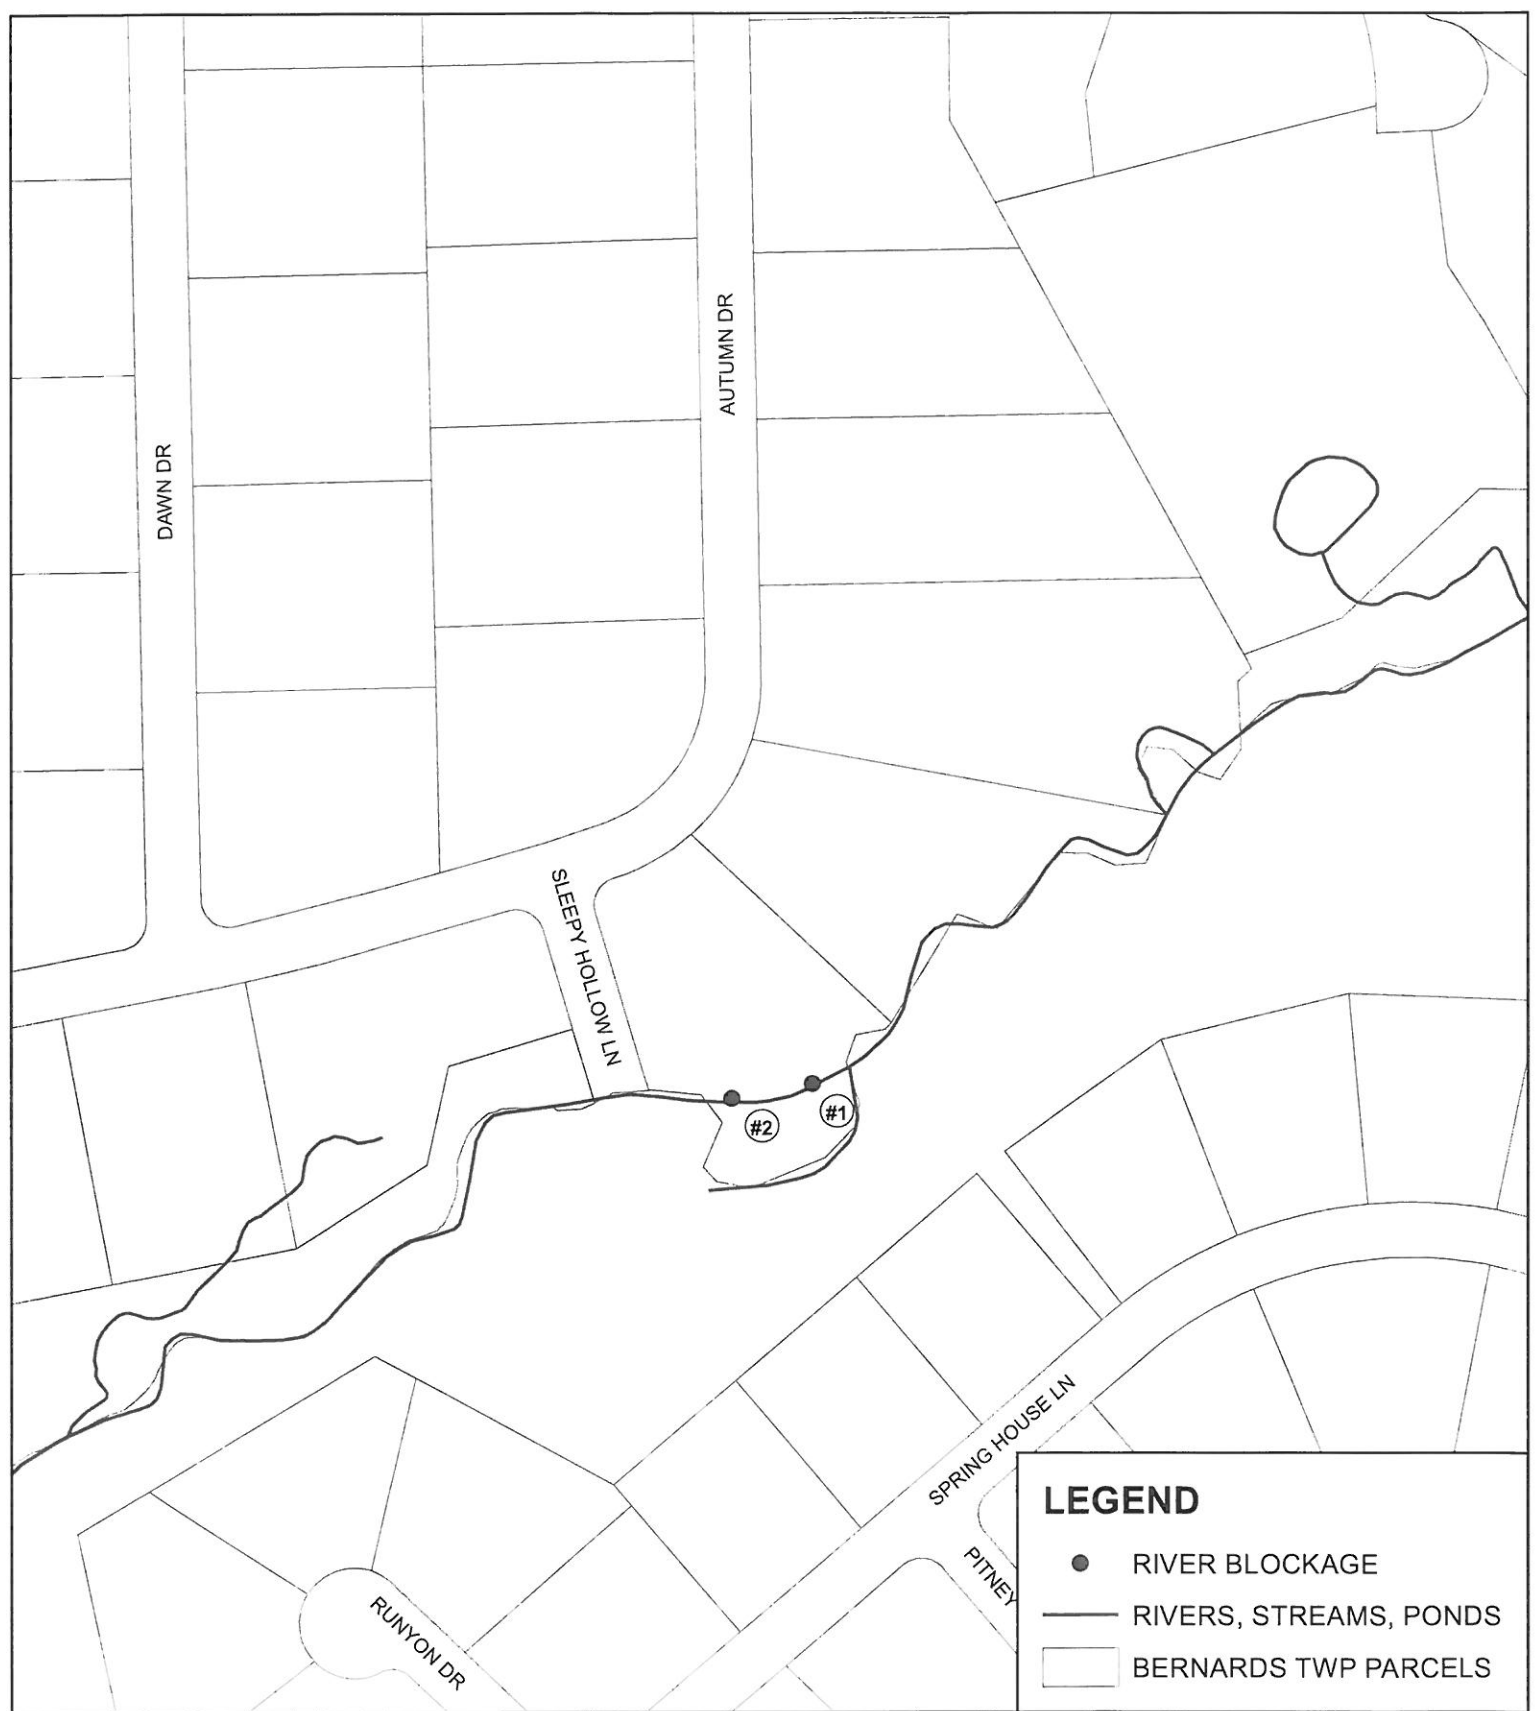 AUTUMN DR
DAWN DR
SLEEPY HOLLOW LN
#1
#2
SPRING HOUSE LN
PITNEY
RUNYON DR
LEGEND
RIVER BLOCKAGE
RIVERS, STREAMS, PONDS
BERNARDS TWP PARCELS